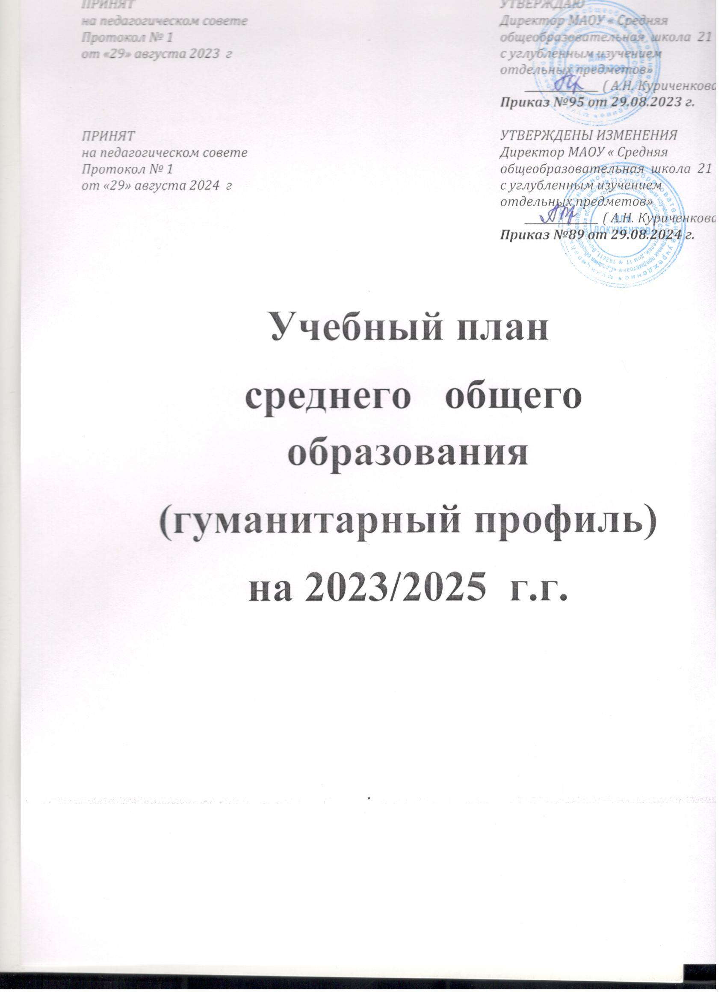 ПРИНЯТ
на педагогическом совете
Протокол № 1
от «29» августа 2023 г
УТВЕРЖДАЮ
Директор МАОУ « Средняя
общеобразовательная школа 21
с углубленным изучением
отдельных предметов»
( А.Н. Куриченкова
Приказ №95 от 29.08.2023 г.
ПРИНЯТ
на педагогическом совете
Протокол № 1
от «29» августа 2024 г
УТВЕРЖДЕНЫ ИЗМЕНЕНИЯ
Директор МАОУ « Средняя
общеобразовательная школа 21
с углубленным изучением
отдельных предметов»
( А.Н. Куриченкова
Приказ №89 от 29.08.2024 г.
ДЛЯ
ДОКУМЕНТОВ
Учебный план
среднего общего
образования
(гуманитарный профиль)
на 2023/2025 г.г.